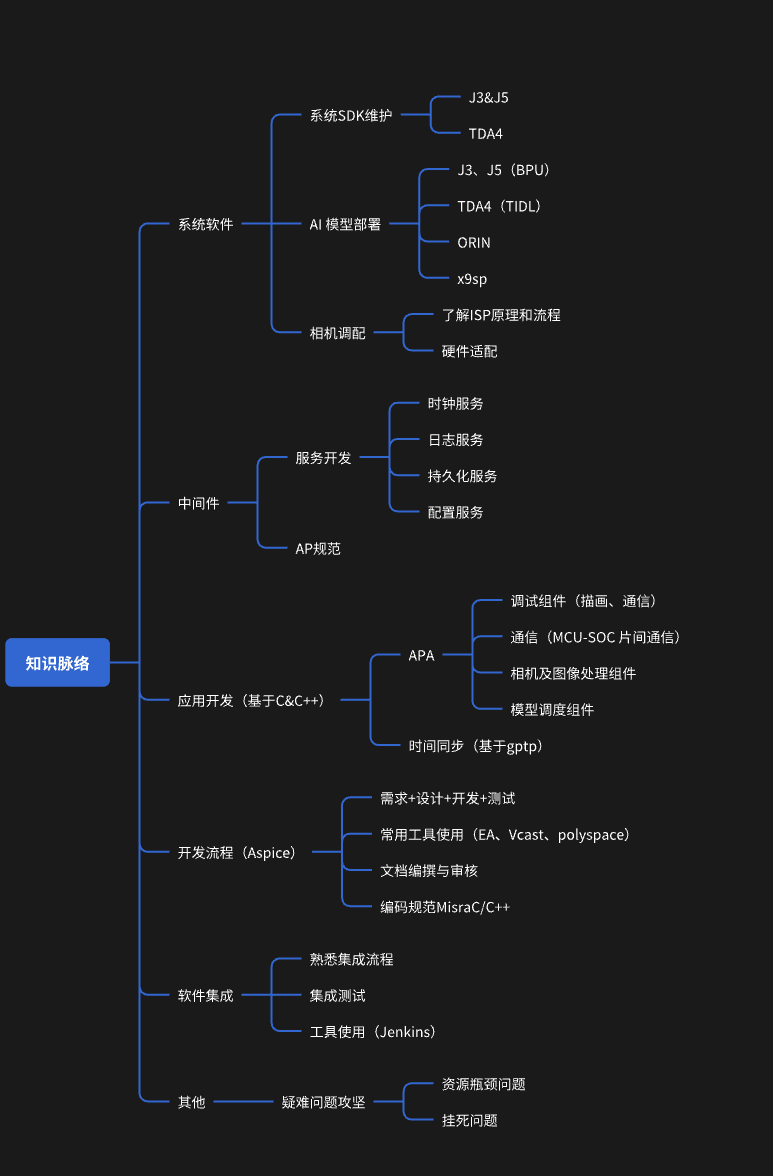 知识脉络
系统软件
系统SDK维护
J3&J5
TDA4
AI 模型部署
J3、J5（BPU）
TDA4（TIDL）
ORIN
x9sp
相机调配
了解ISP原理和流程
硬件适配
中间件
服务开发
时钟服务
日志服务
持久化服务
配置服务
AP规范
应用开发（基于C&C++）
APA
调试组件（描画、通信）
通信（MCU-SOC 片间通信）
相机及图像处理组件
模型调度组件
时间同步（基于gptp）
开发流程（Aspice）
需求+设计+开发+测试
常用工具使用（EA、Vcast、polyspace）
文档编撰与审核
编码规范MisraC/C++
软件集成
熟悉集成流程
集成测试
工具使用（Jenkins）
其他
疑难问题攻坚
资源瓶颈问题
挂死问题